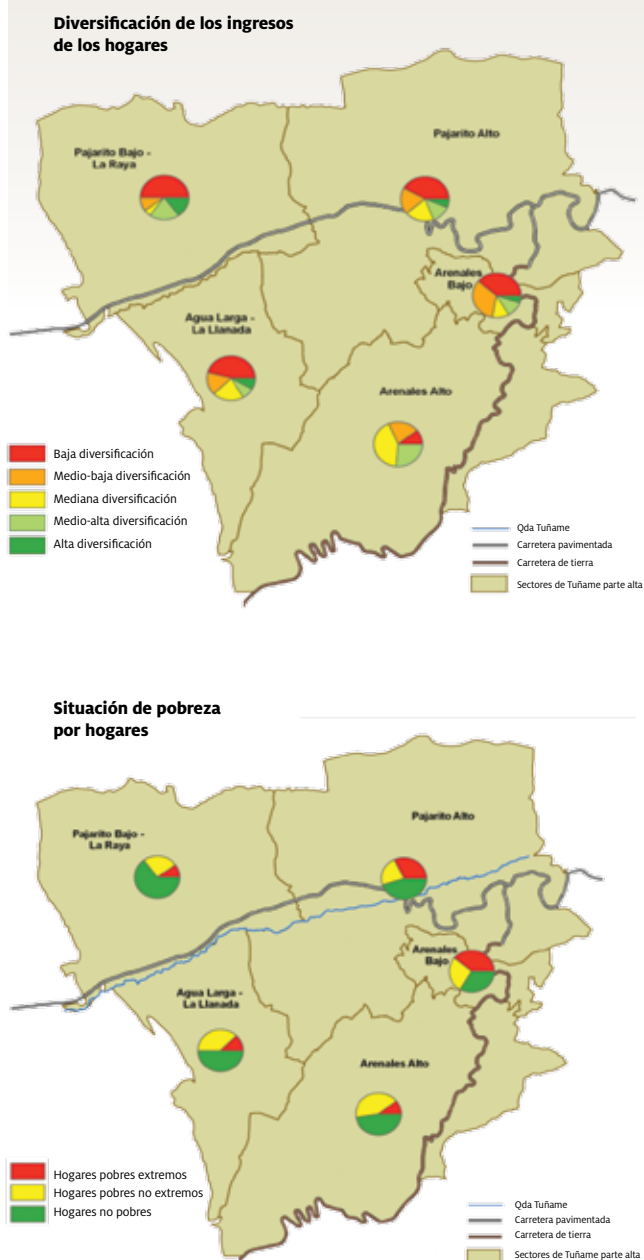 Diversificación de los ingresos
de los hogares
Pajarito Alto
Pajarito Bajo -
La Raya
Arenales
Bajo
Agua Larga -
La Llanada
Arenales Alto
Baja diversificación
Medio-baja diversificación
Mediana diversificación
Medio-alta diversificación
Alta diversificación
Qda Tuñame
Carretera pavimentada
Carretera de tierra
Sectores de Tuñame parte alta
Situación de pobreza
por hogares
Pajarito Alto
Pajarito Bajo -
La Raya
Arenales
Bajo
Agua Larga -
La Llanada
Arenales Alto
Hogares pobres extremos
Hogares pobres no extremos
Hogares no pobres
Qda Tuñame
Carretera pavimentada
Carretera de tierra
Sectores de Tuñame parte alta